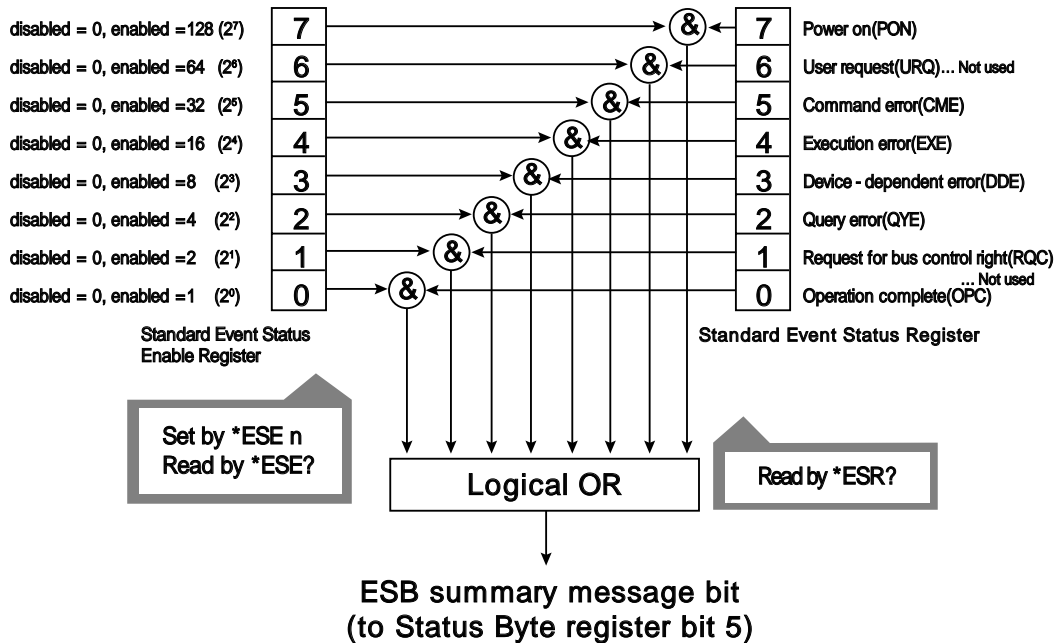 disabled = 0, enabled =128 (2⁷) 7 & 7 Power on(PON)
disabled = 0, enabled =64 (2⁶) 6 & 6 User request(URQ)... Not used
disabled = 0, enabled =32 (2⁵) 5 & 5 Command error(CME)
disabled = 0, enabled =16 (2⁴) 4 & 4 Execution error(EXE)
disabled = 0, enabled =8 (2³) 3 & 3 Device - dependent error(DDE)
disabled = 0, enabled =4 (2²) 2 & 2 Query error(QYE)
disabled = 0, enabled =2 (2¹) 1 & 1 Request for bus control right(RQC)
... Not used
disabled = 0, enabled =1 (2⁰) 0 & 0 Operation complete(OPC)
Standard Event Status
Enable Register
Standard Event Status Register
Set by *ESE n
Read by *ESE?
Logical OR
Read by *ESR?
ESB summary message bit
(to Status Byte register bit 5)